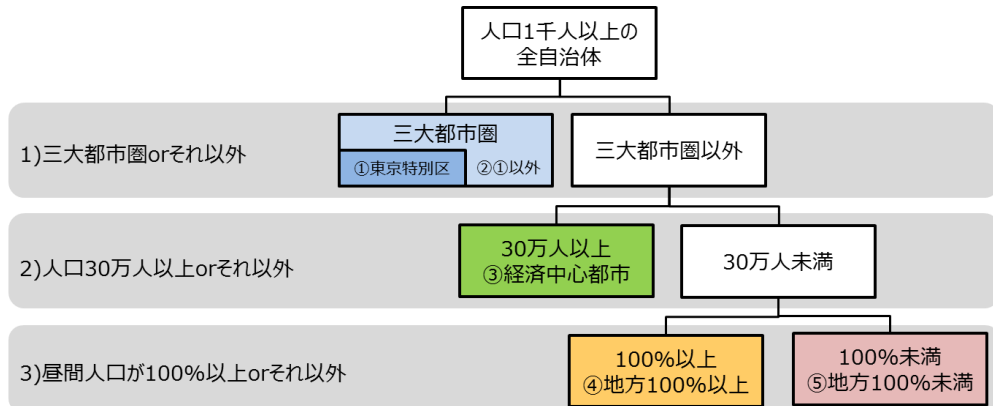 人口1千人以上の
全自治体
1)三大都市圏orそれ以外
三大都市圏
①東京特別区
②①以外
三大都市圏以外
2)人口30万人以上orそれ以外
30万人以上
③経済中心都市
30万人未満
3)昼間人口が100%以上orそれ以外
100%以上
④地方100%以上
100%未満
⑤地方100%未満